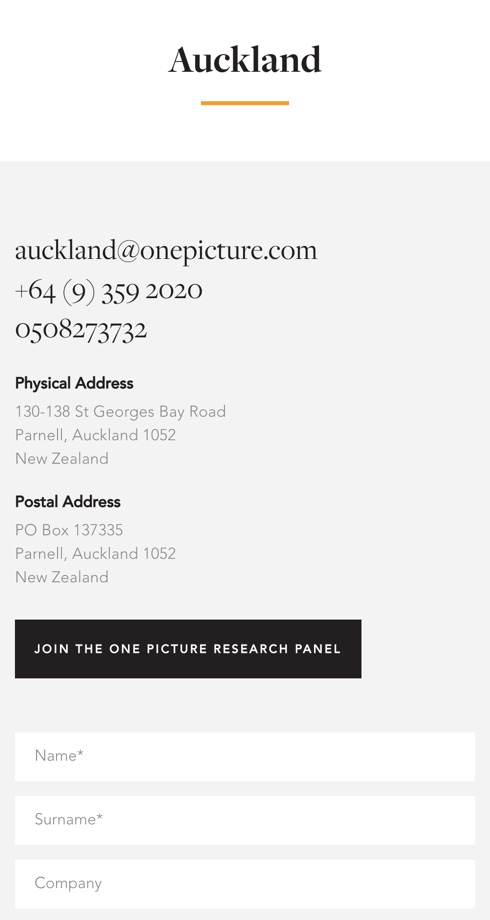 Auckland
auckland@onepicture.com
+64 (9) 359 2020
0508273732
Physical Address
130-138 St Georges Bay Road
Parnell, Auckland 1052
New Zealand
Postal Address
PO Box 137335
Parnell, Auckland 1052
New Zealand
JOIN THE ONE PICTURE RESEARCH PANEL
Name*
Surname*
Company